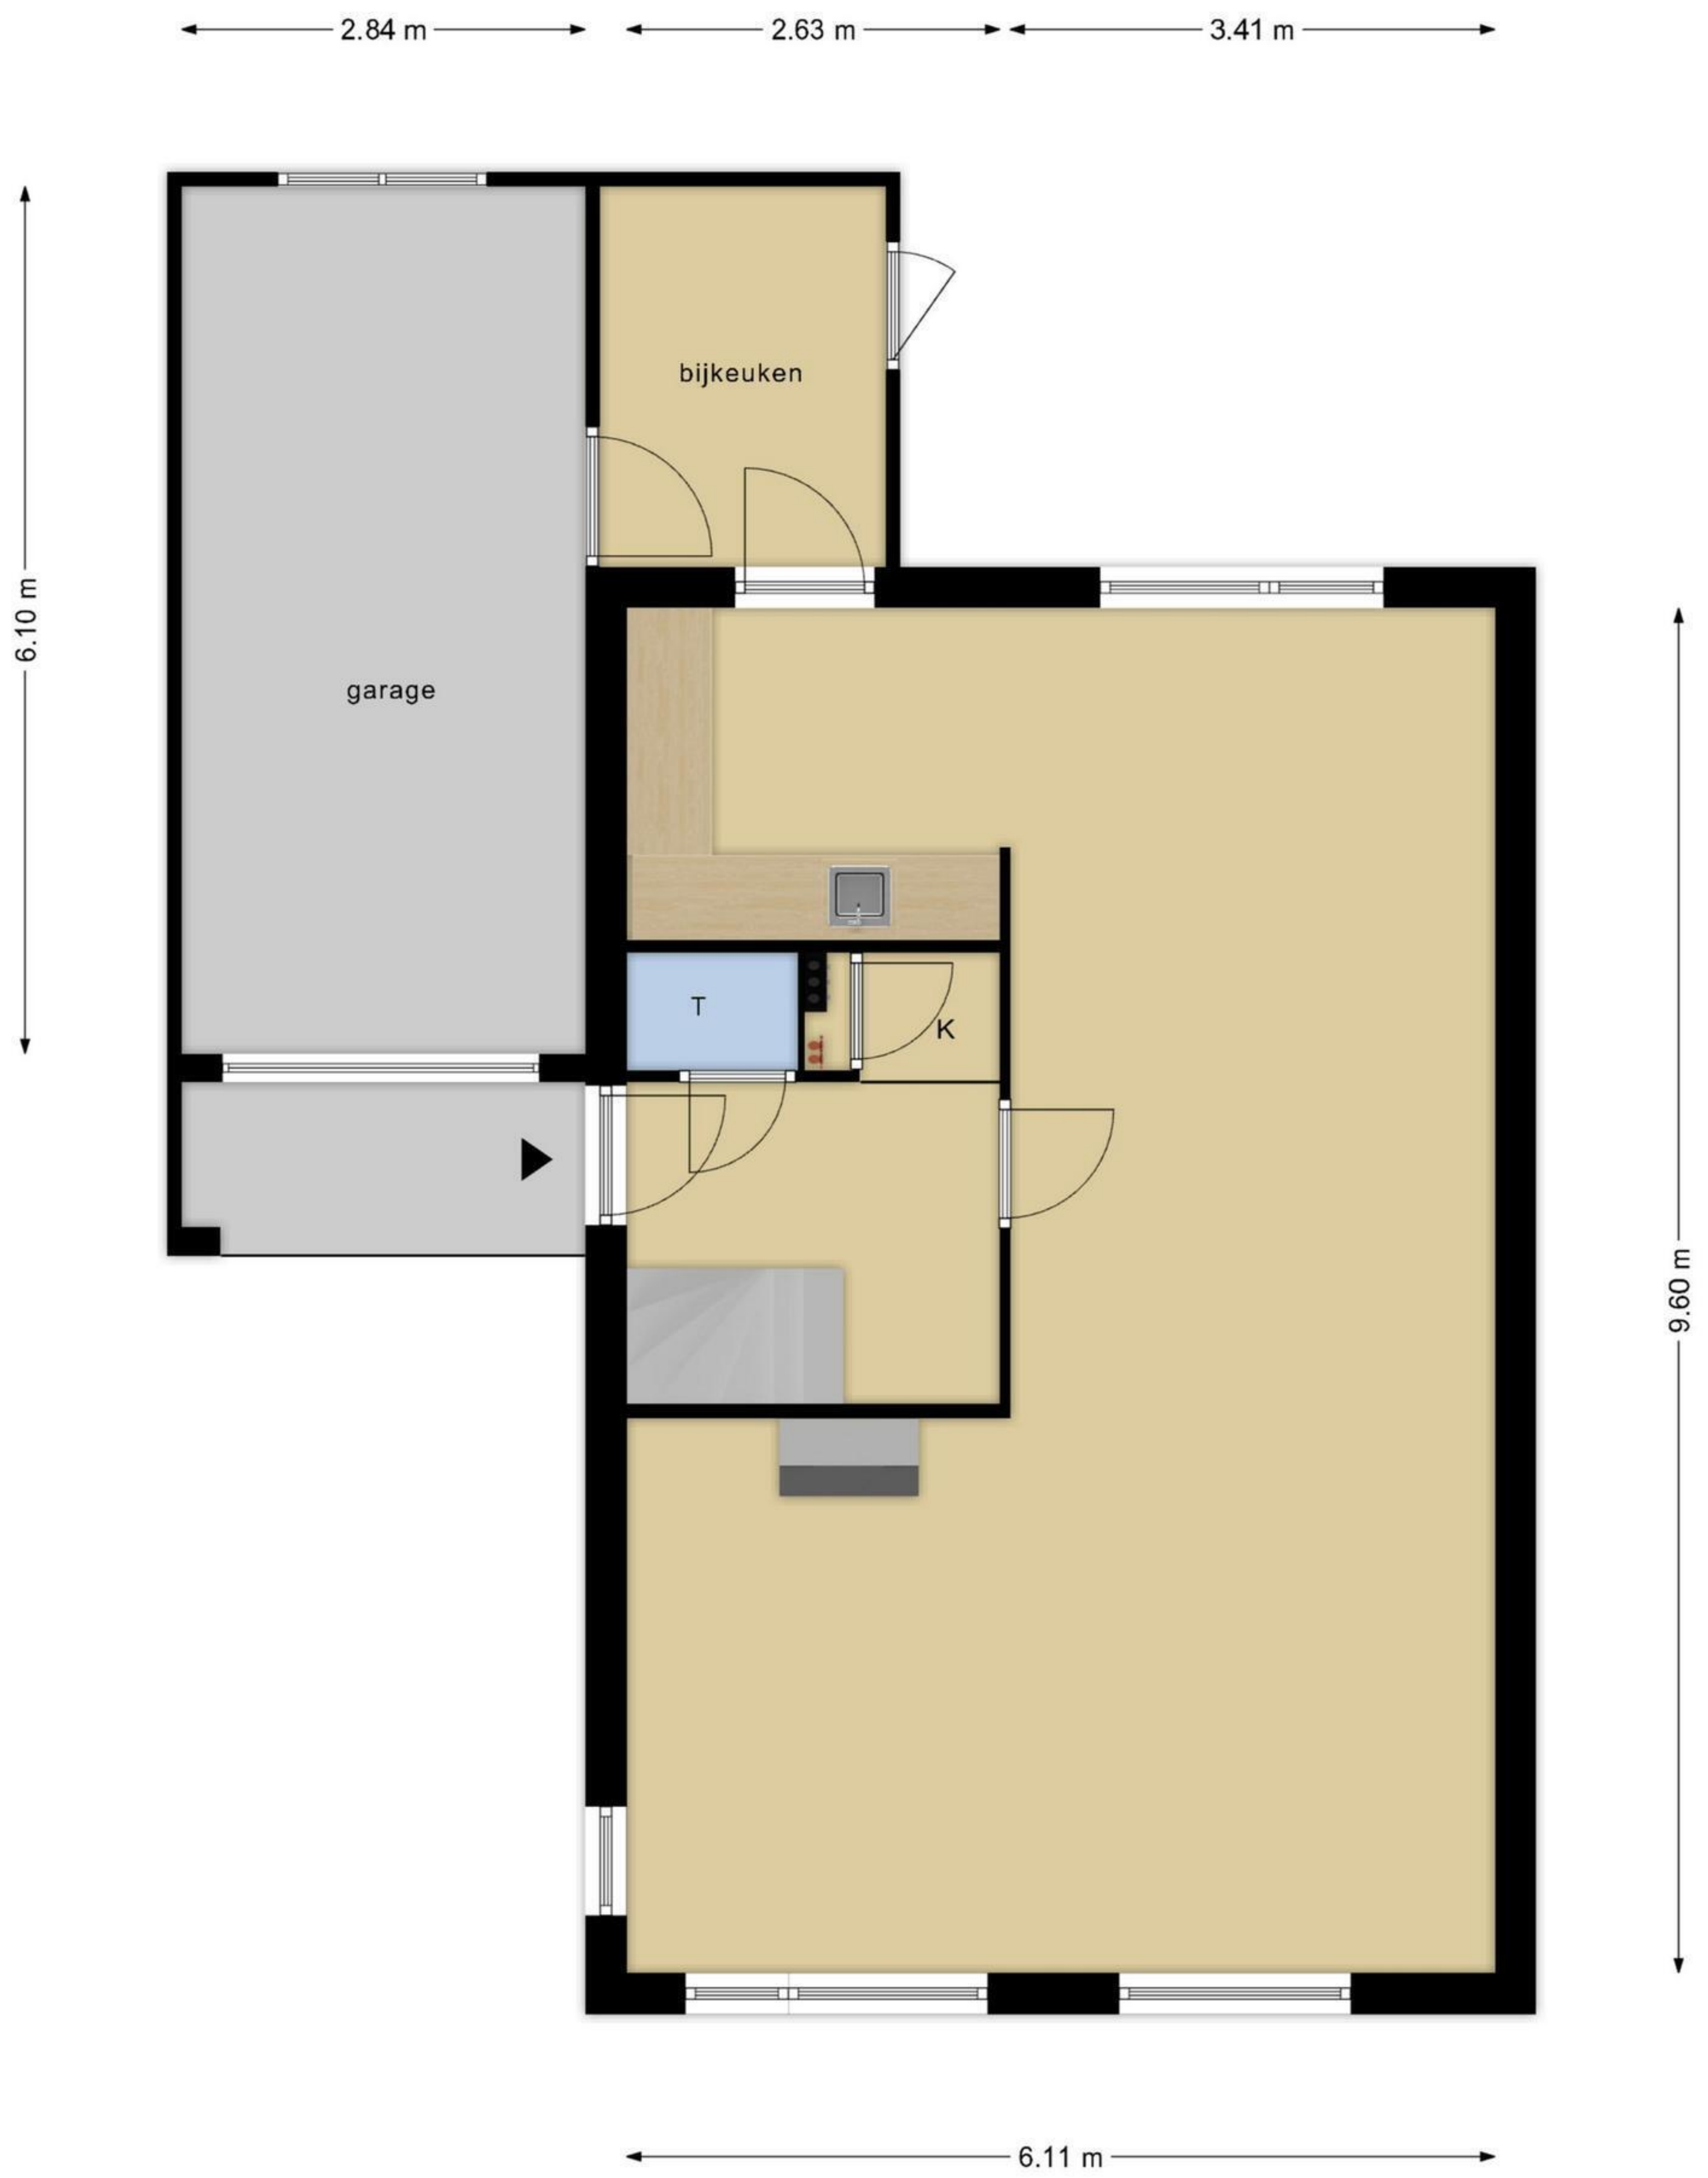 2.84 m
2.63 m
3.41 m
bijkeuken
6.10 m
garage
T
K
9.60 m
6.11 m